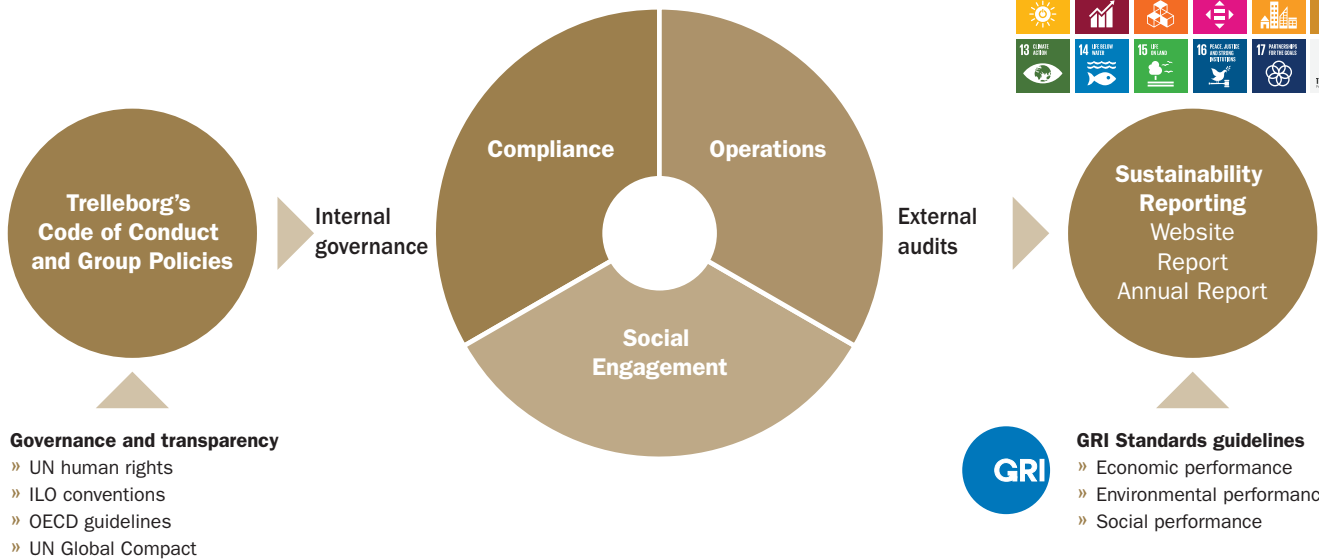 13 CLIMATE
ACTION
14 LIFE BELOW
WATER
15 LIFE
ON LAND
16 PEACE, JUSTICE
AND STRONG
INSTITUTIONS
17 PARTNERSHIPS
FOR THE GOALS
Trelleborg's
Code of Conduct
and Group Policies
Internal
governance
Compliance
Operations
Social
Engagement
External
audits
Sustainability
Reporting
Website
Report
Annual Report
Governance and transparency
» UN human rights
» ILO conventions
» OECD guidelines
» UN Global Compact
GRI
GRI Standards guidelines
» Economic performance
» Environmental performanc
» Social performance